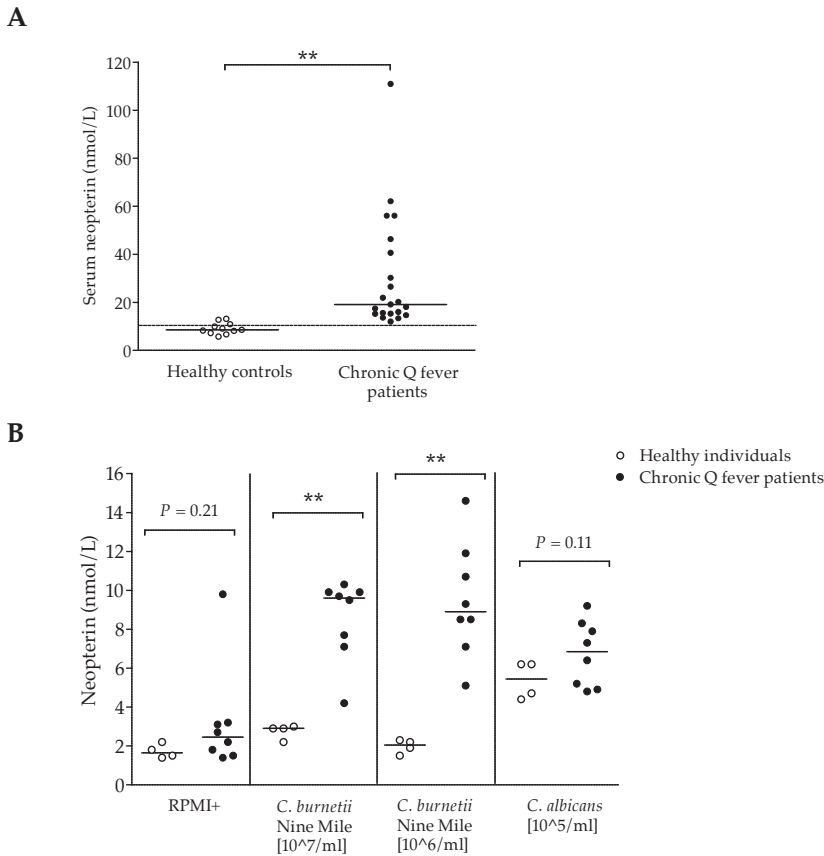 A
**
120
100
80
60
40
20
0
Serum neopterin (nmol/L)
Healthy controls
Chronic Q fever
patients
B
Healthy individuals
Chronic Q fever patients
16
14
12
10
8
6
4
2
0
Neopterin (nmol/L)
P = 0.21
**
**
P = 0.11
RPMI+
C. burnetii
Nine Mile
[10^7/ml]
C. burnetii
Nine Mile
[10^6/ml]
C. albicans
[10^5/ml]